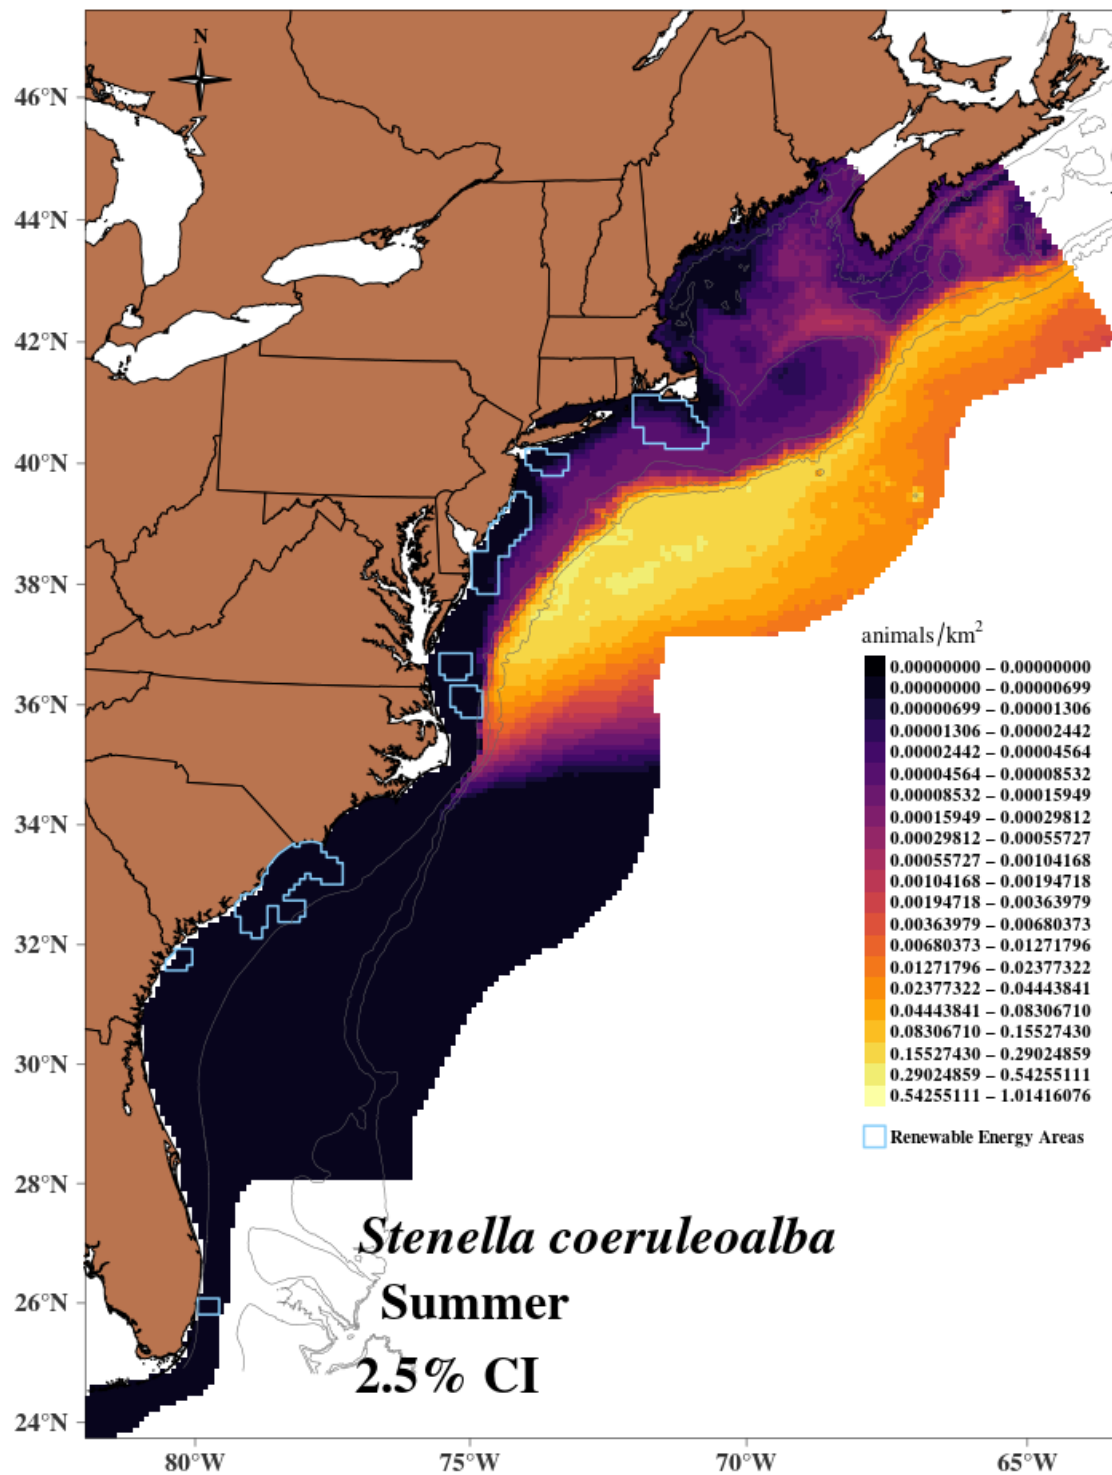 N
46°N
44°N
42°N
40°N
38°N
36°N
34°N
32°N
30°N
28°N
26°N
24°N
80°W
75°W
70°W
65°W
animals/km²
0.00000000 – 0.00000000
0.00000000 – 0.00000699
0.00000699 – 0.00001306
0.00001306 – 0.00002442
0.00002442 – 0.00004564
0.00004564 – 0.00008532
0.00008532 – 0.00015949
0.00015949 – 0.00029812
0.00029812 – 0.00055727
0.00055727 – 0.00104168
0.00104168 – 0.00194718
0.00194718 – 0.00363979
0.00363979 – 0.00680373
0.00680373 – 0.01271796
0.01271796 – 0.02377322
0.02377322 – 0.04443841
0.04443841 – 0.08306710
0.08306710 – 0.15527430
0.15527430 – 0.29024859
0.29024859 – 0.54255111
0.54255111 – 1.01416076
Renewable Energy Areas
Stenella coeruleoalba
Summer
2.5% CI